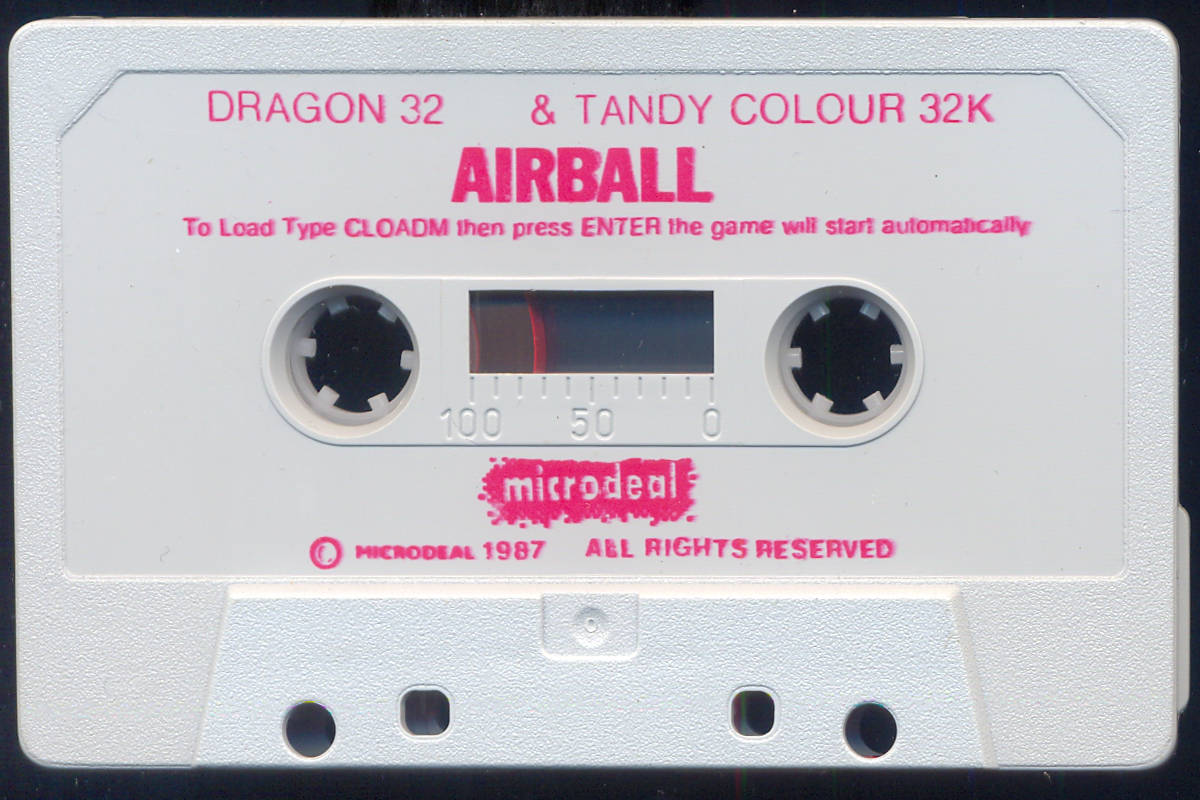 DRAGON 32 & TANDY COLOUR 32K
AIRBALL
To Load Type CLOADM then press ENTER the game will start automatically
100 50 0
microdeal
© MICRODEAL 1987 ALL RIGHTS RESERVED